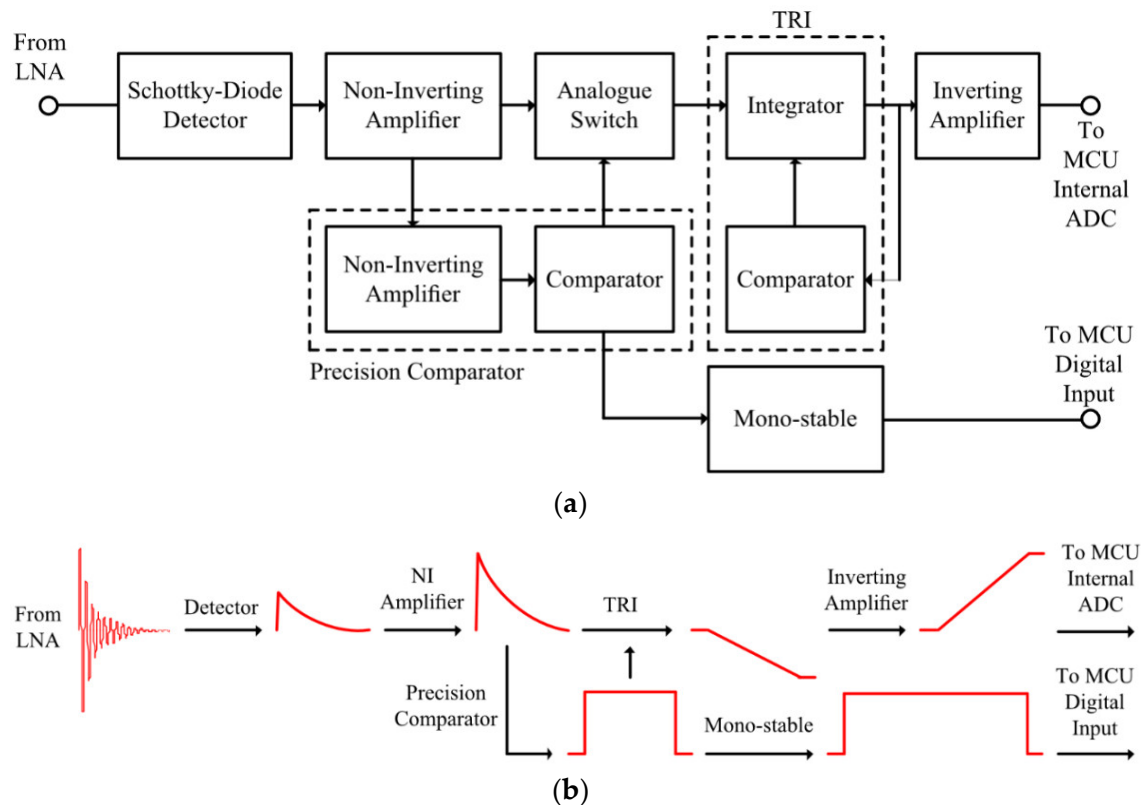 TRI
From
LNA
Schottky-Diode
Detector
Non-Inverting
Amplifier
Analogue
Switch
Integrator
Inverting
Amplifier
To
MCU
Internal
ADC
Non-Inverting
Amplifier
Comparator
Comparator
Precision Comparator
Mono-stable
To MCU
Digital
Input
(a)
From
LNA
Detector
NI
Amplifier
TRI
Inverting
Amplifier
To MCU
Internal
ADC
Precision
Comparator
Mono-stable
To MCU
Digital
Input
(b)